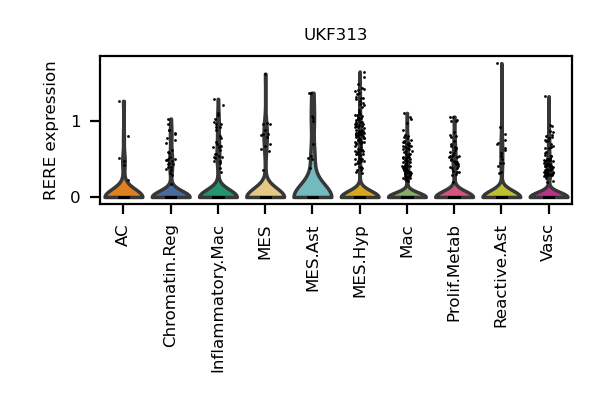 UKF313
RERE expression
1
0
AC
Chromatin.Reg
Inflammatory.Mac
MES
MES.Ast
MES.Hyp
Mac
Prolif.Metab
Reactive.Ast
Vasc